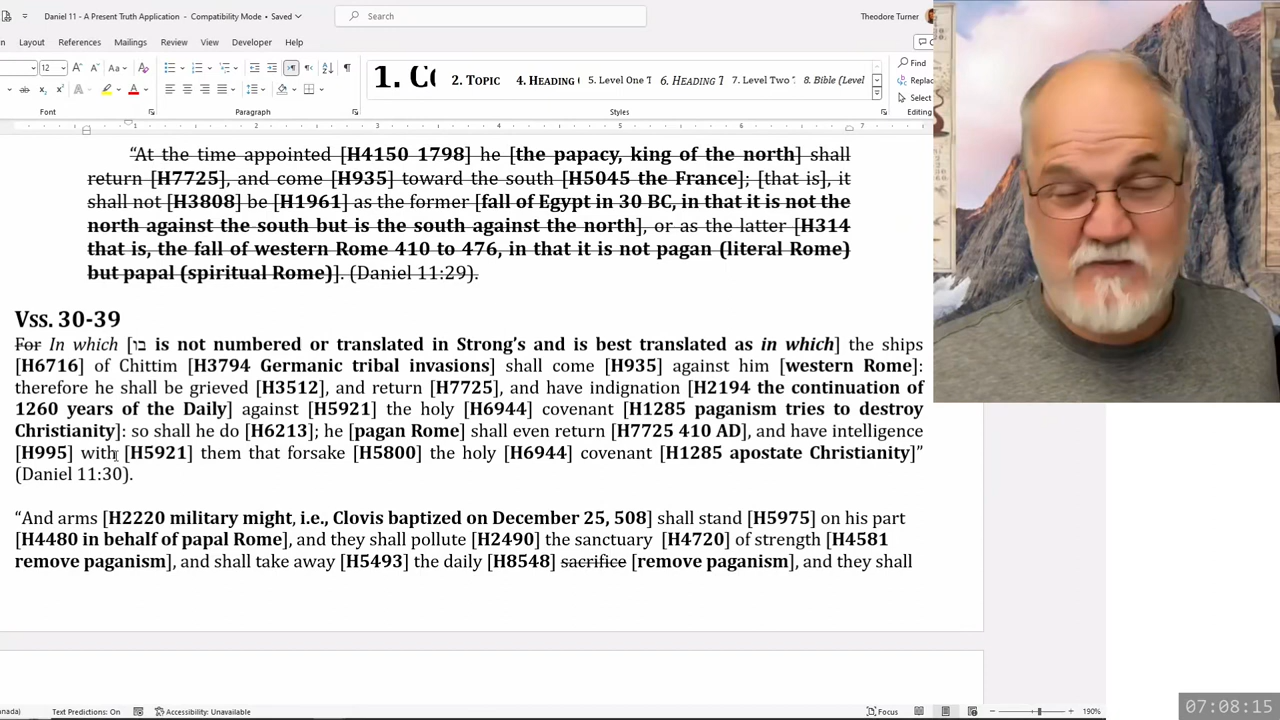 Daniel 11 - A Present Truth Application - Compatibility Mode • Saved
Search
Theodore Turner
Layout References Mailings Review View Developer Help
12 Aa
1. Co 2. Topic 4. Heading 5. Level One T 6. Heading T 7. Level Two 8. Bible (Level
Find
Replac
Select
Font Paragraph Styles Editing
1 2 3 4 5 6 7
“At the time appointed [H4150 1798] he [the papacy, king of the north] shall
return [H7725], and come [H935] toward the south [H5045 the France]; [that is], it
shall not [H3808] be [H1961] as the former [fall of Egypt in 30 BC, in that it is not the
north against the south but is the south against the north], or as the latter [H314
that is, the fall of western Rome 410 to 476, in that it is not pagan (literal Rome)
but papal (spiritual Rome)]. (Daniel 11:29).
Vss. 30-39
For In which [בו is not numbered or translated in Strong’s and is best translated as in which] the ships
[H6716] of Chittim [H3794 Germanic tribal invasions] shall come [H935] against him [western Rome]:
therefore he shall be grieved [H3512], and return [H7725], and have indignation [H2194 the continuation of
1260 years of the Daily] against [H5921] the holy [H6944] covenant [H1285 paganism tries to destroy
Christianity]: so shall he do [H6213]; he [pagan Rome] shall even return [H7725 410 AD], and have intelligence
[H995] with [H5921] them that forsake [H5800] the holy [H6944] covenant [H1285 apostate Christianity]”
(Daniel 11:30).
“And arms [H2220 military might, i.e., Clovis baptized on December 25, 508] shall stand [H5975] on his part
[H4480 in behalf of papal Rome], and they shall pollute [H2490] the sanctuary [H4720] of strength [H4581
remove paganism], and shall take away [H5493] the daily [H8548] sacrifice [remove paganism], and they shall
anada) Text Predictions: On Accessibility: Unavailable Focus 190%
07:08:15